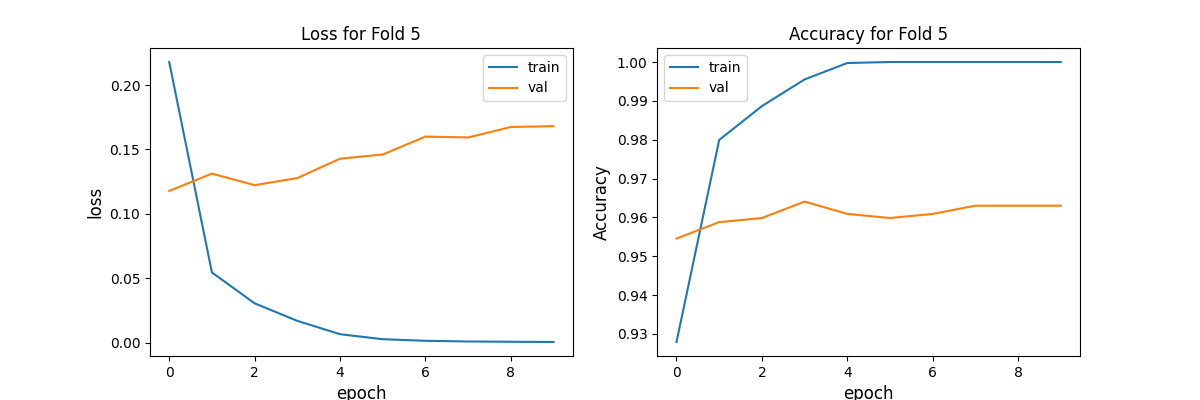 Loss for Fold 5
train
val
0.20
0.15
0.10
0.05
0.00
loss
0 2 4 6 8
epoch
Accuracy for Fold 5
train
val
1.00
0.99
0.98
0.97
0.96
0.95
0.94
0.93
Accuracy
0 2 4 6 8
epoch